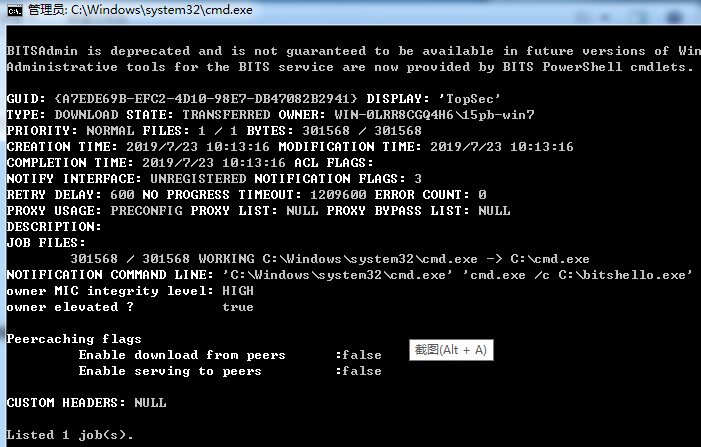 管理员: C:\Windows\system32\cmd.exe
BITSAdmin is deprecated and is not guaranteed to be available in future versions of Win
Administrative tools for the BITS service are now provided by BITS PowerShell cmdlets.
GUID: {A7EDE69B-EFC2-4D10-98E7-DB47082B2941} DISPLAY: 'TopSec'
TYPE: DOWNLOAD STATE: TRANSFERRED OWNER: WIN-0LRR8CGQ4H6\15pb-win7
PRIORITY: NORMAL FILES: 1 / 1 BYTES: 301568 / 301568
CREATION TIME: 2019/7/23 10:13:16 MODIFICATION TIME: 2019/7/23 10:13:16
COMPLETION TIME: 2019/7/23 10:13:16 ACL FLAGS:
NOTIFY INTERFACE: UNREGISTERED NOTIFICATION FLAGS: 3
RETRY DELAY: 600 NO PROGRESS TIMEOUT: 1209600 ERROR COUNT: 0
PROXY USAGE: PRECONFIG PROXY LIST: NULL PROXY BYPASS LIST: NULL
DESCRIPTION:
JOB FILES:
301568 / 301568 WORKING C:\Windows\system32\cmd.exe -> C:\cmd.exe
NOTIFICATION COMMAND LINE: 'C:\Windows\system32\cmd.exe' 'cmd.exe /c C:\bitshello.exe'
owner MIC integrity level: HIGH
owner elevated ? true
Peercaching flags
Enable download from peers :false
Enable serving to peers :false
截图(Alt + A)
CUSTOM HEADERS: NULL
Listed 1 job(s).